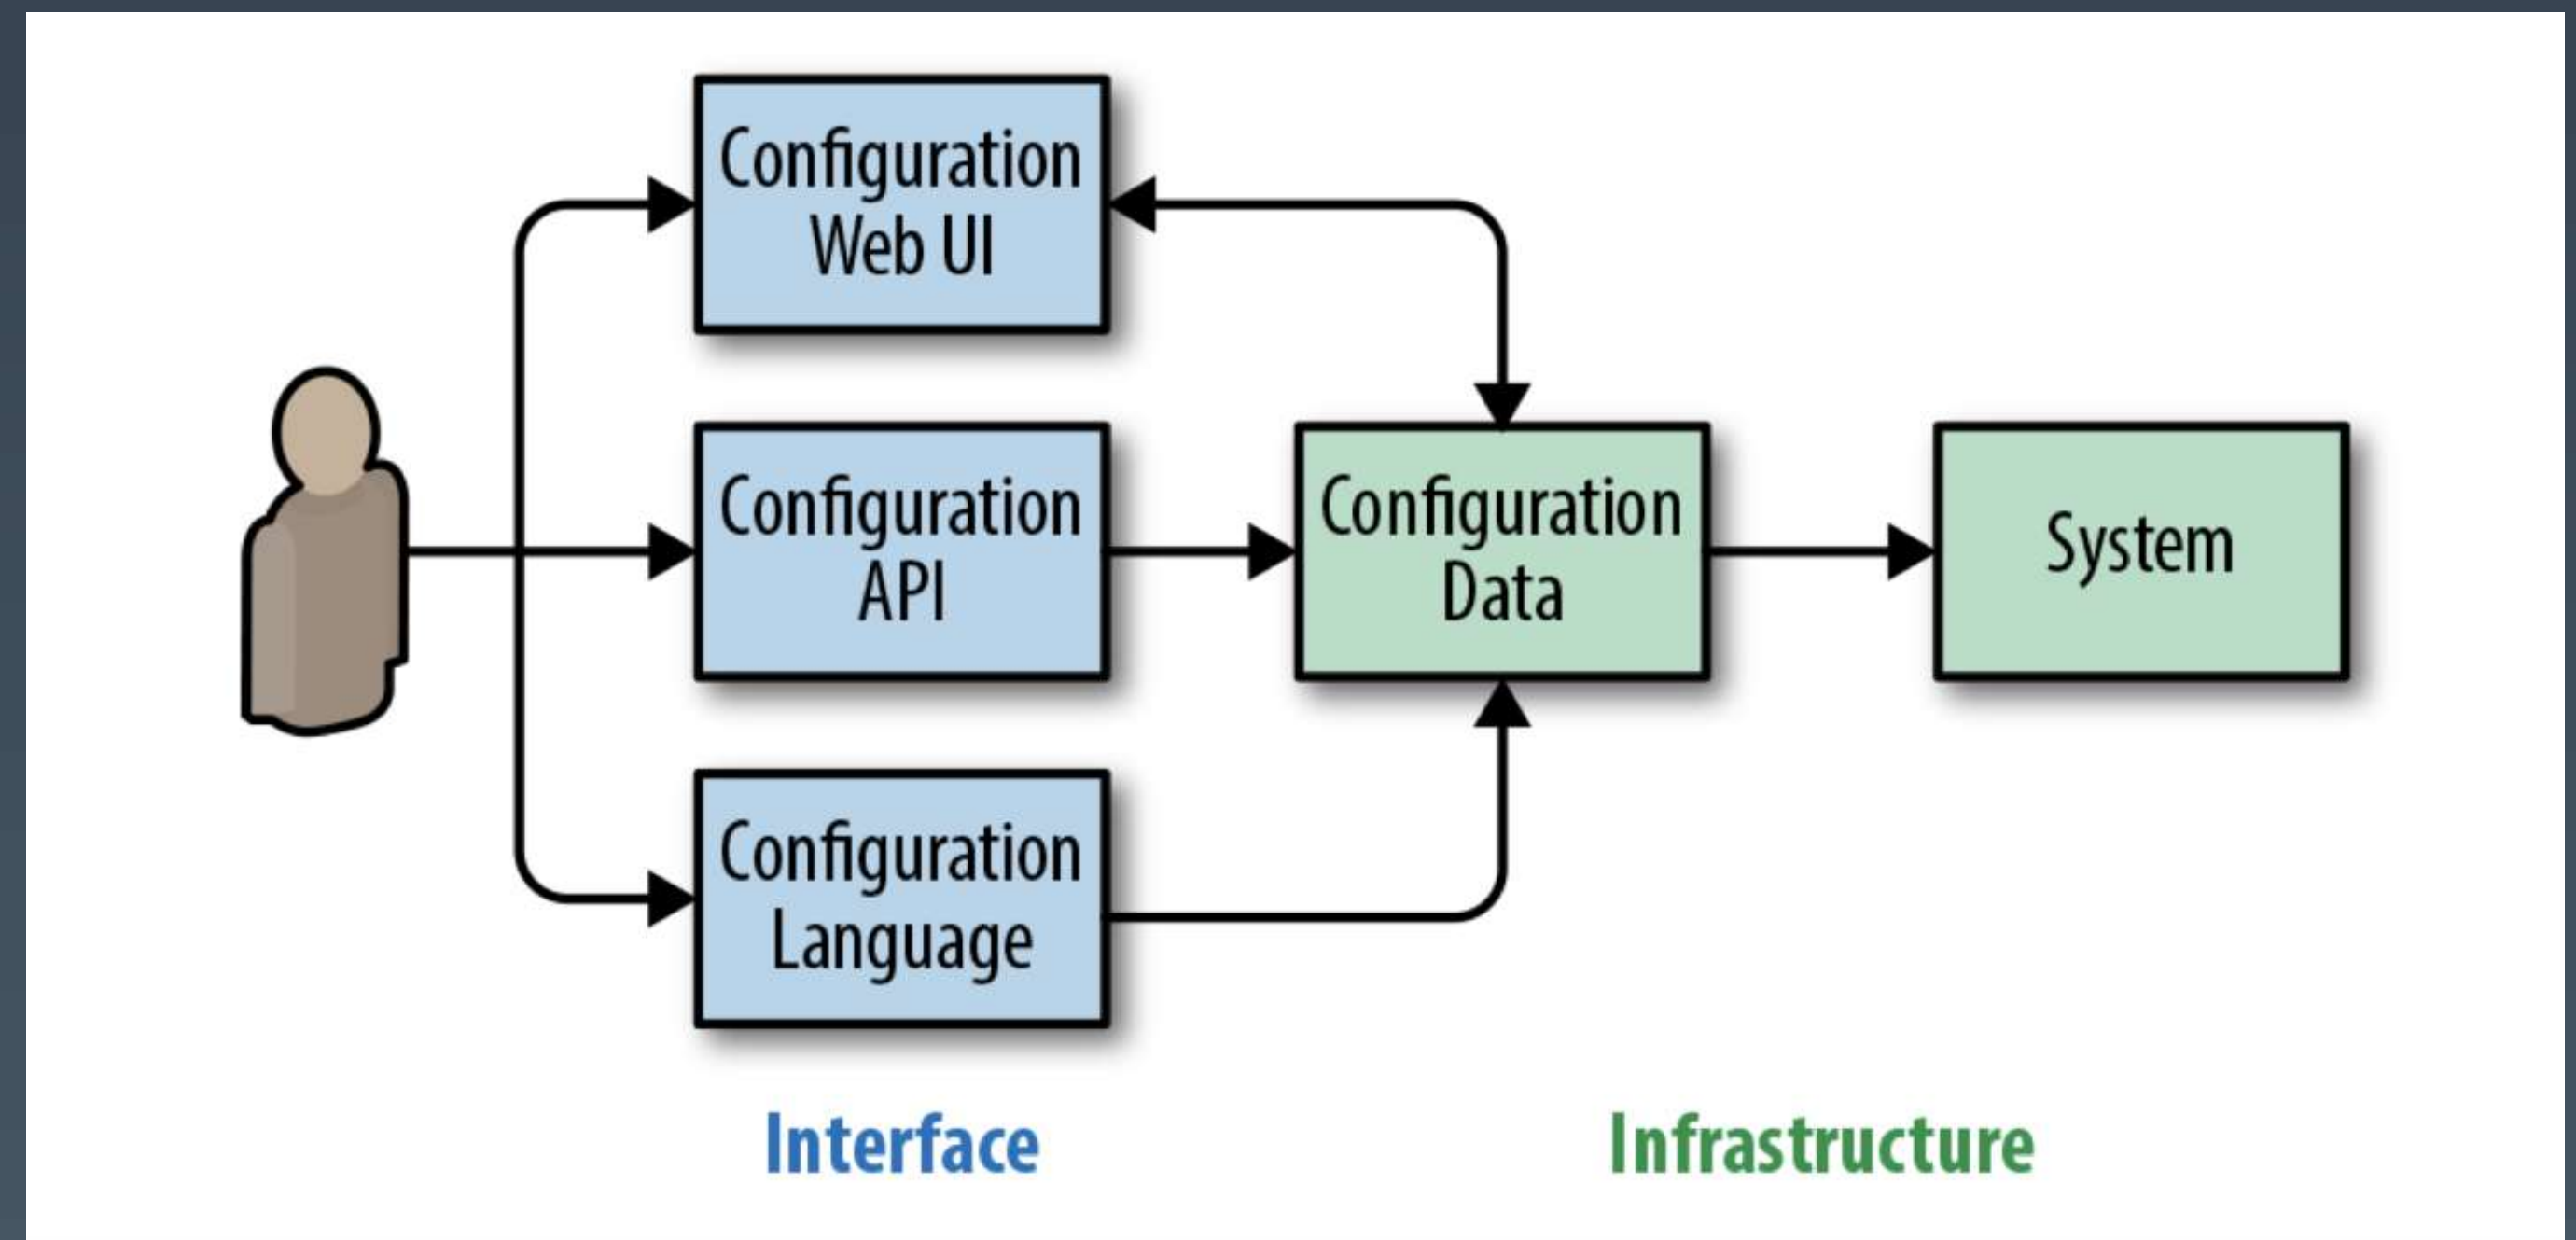 Configuration
Web UI
Configuration
API
Configuration
Data
System
Configuration
Language
Interface
Infrastructure